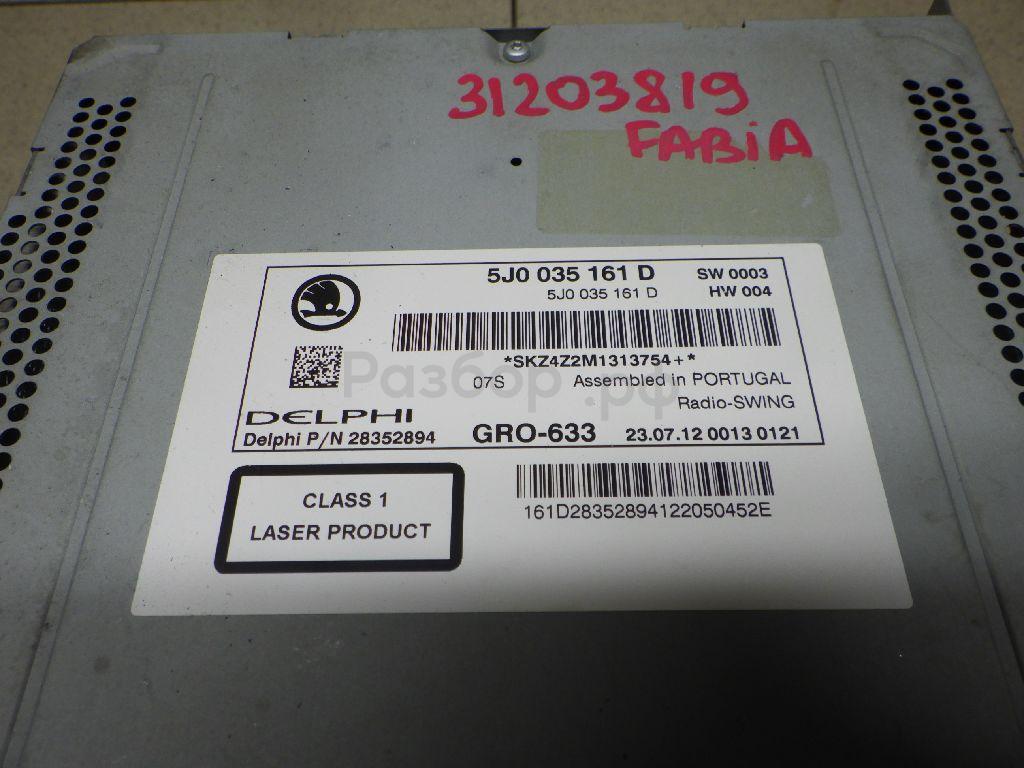 31203819
FABiA
5J0 035 161 D SW 0003
5J0 035 161 D HW 004
*SKZ4Z2M1313754+*
Разбор.рф
07S Assembled in PORTUGAL
Radio-SWING
DELPHI
Delphi P/N 28352894 GRO-633 23.07.12 0013 0121
CLASS 1
LASER PRODUCT
161D28352894122050452E